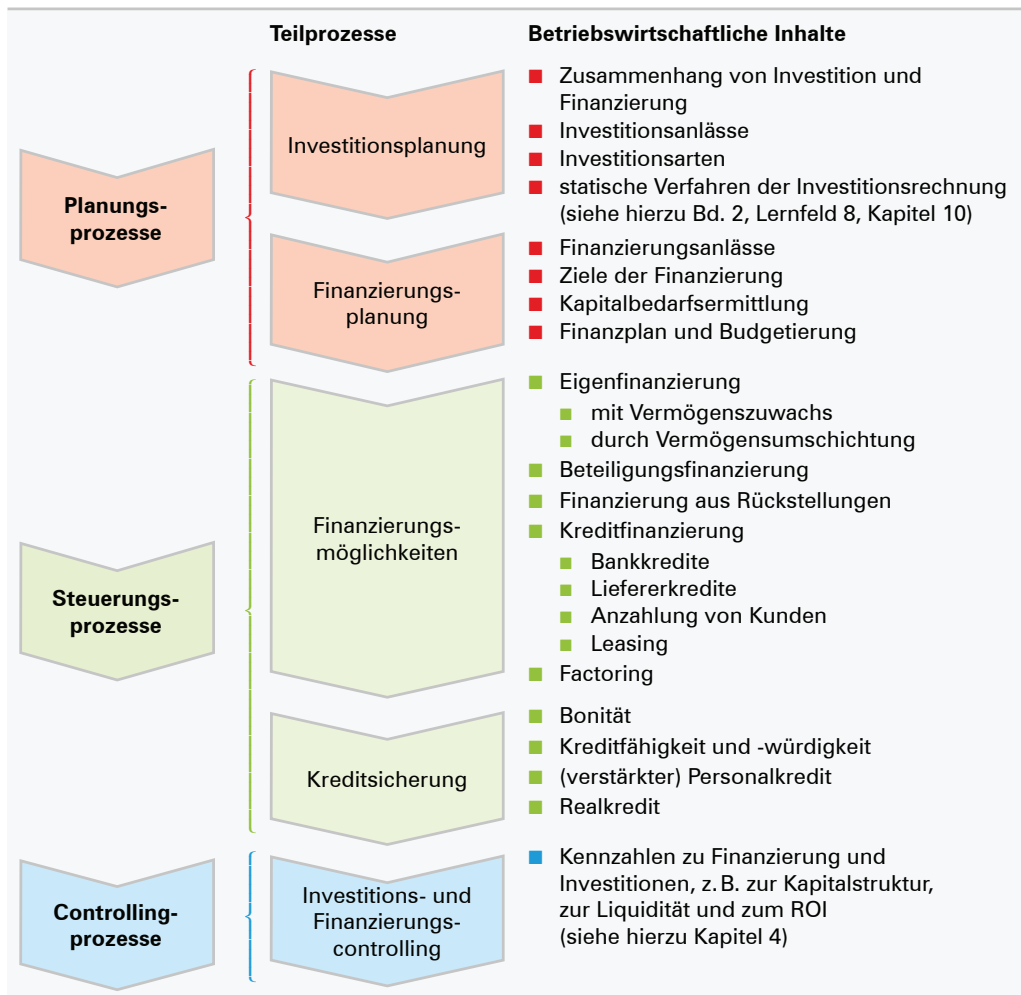 Teilprozesse
Betriebswirtschaftliche Inhalte
Planungs-
prozesse
Investitionsplanung
Zusammenhang von Investition und
Finanzierung
Investitionsanlässe
Investitionsarten
statische Verfahren der Investitionsrechnung
(siehe hierzu Bd. 2, Lernfeld 8, Kapitel 10)
Finanzierungs-
planung
Finanzierungsanlässe
Ziele der Finanzierung
Kapitalbedarfsermittlung
Finanzplan und Budgetierung
Steuerungs-
prozesse
Finanzierungs-
möglichkeiten
Eigenfinanzierung
mit Vermögenszuwachs
durch Vermögensumschichtung
Beteiligungsfinanzierung
Finanzierung aus Rückstellungen
Kreditfinanzierung
Bankkredite
Liefererkredite
Anzahlung von Kunden
Leasing
Factoring
Kreditsicherung
Bonität
Kreditfähigkeit und -würdigkeit
(verstärkter) Personalkredit
Realkredit
Controlling-
prozesse
Investitions- und
Finanzierungs-
controlling
Kennzahlen zu Finanzierung und
Investitionen, z. B. zur Kapitalstruktur,
zur Liquidität und zum ROI
(siehe hierzu Kapitel 4)